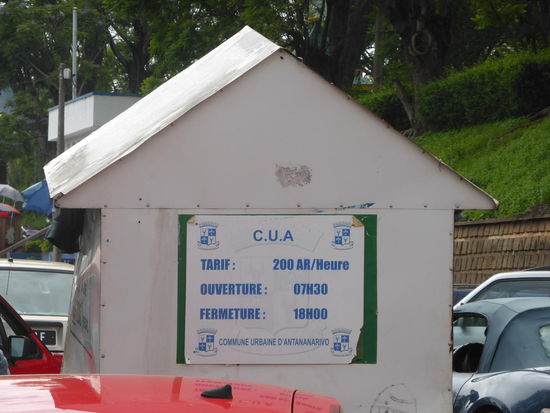 C.U.A
TARIF : 200 AR/Heure
OUVERTURE : 07H30
FERMETURE : 18H00
COMMUNE URBAINE D'ANTANANARIVO